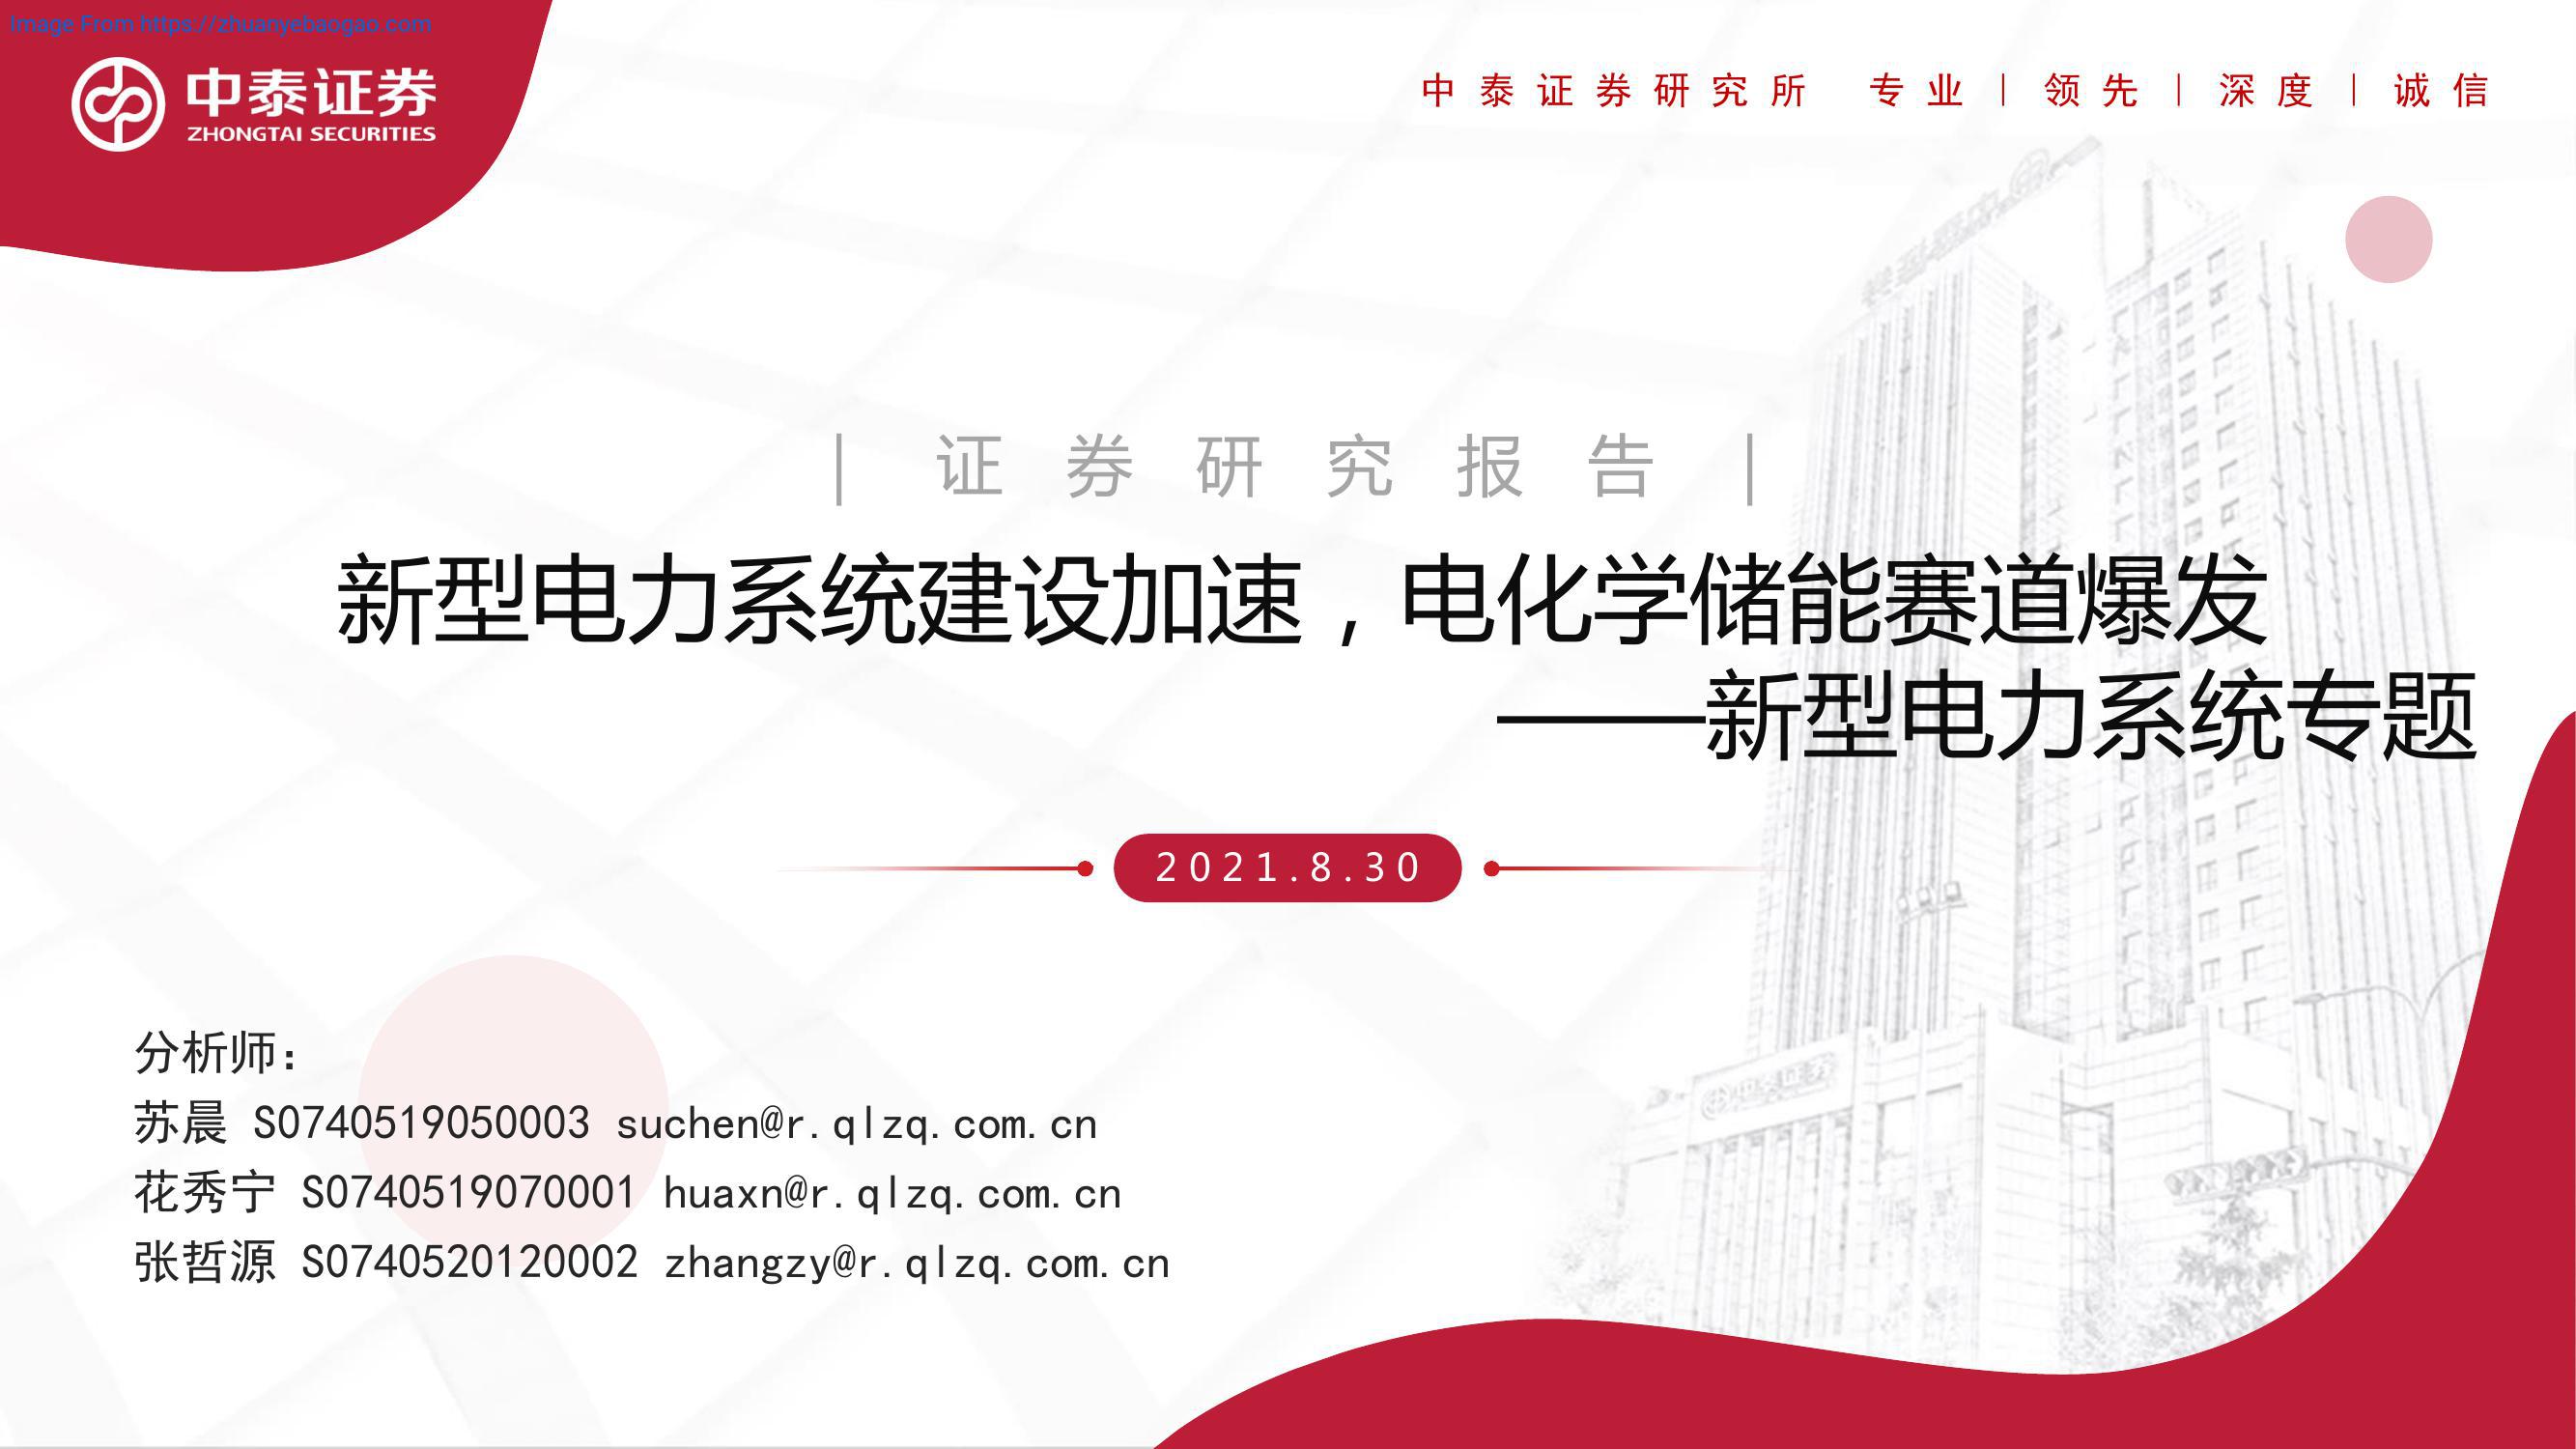 Image From https://zhuanyebaogao.com
中泰证券
ZHONGTAI SECURITIES
中泰证券研究所 专业|领先|深度|诚信
| 证券研究报告 |
新型电力系统建设加速，电化学储能赛道爆发
——新型电力系统专题
2021.8.30
分析师：
苏晨 S0740519050003 suchen@r.qlzq.com.cn
花秀宁 S0740519070001 huaxn@r.qlzq.com.cn
张哲源 S0740520120002 zhangzy@r.qlzq.com.cn
中泰证券